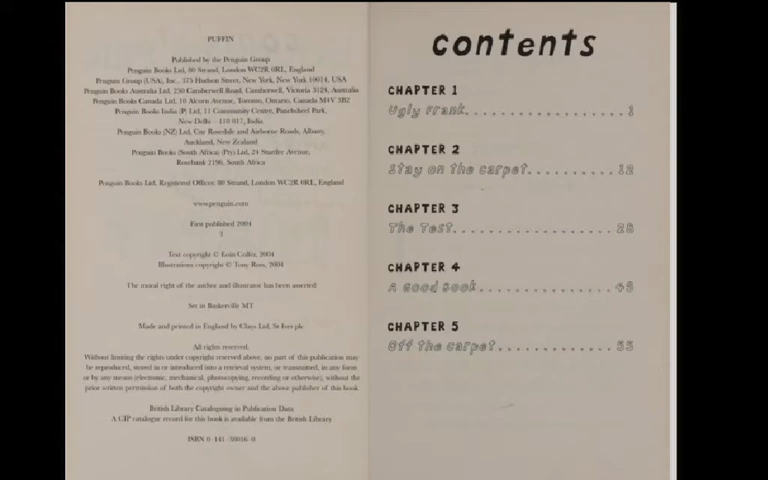 PUFFIN
Published by the Penguin Group
Penguin Books Ltd, 80 Strand, London WC2R 0RL, England
Penguin Group (USA), Inc., 375 Hudson Street, New York, New York 10014, USA
Penguin Books Australia Ltd, 250 Camberwell Road, Camberwell, Victoria 3124, Australia
Penguin Books Canada Ltd, 10 Alcorn Avenue, Toronto, Ontario, Canada M4V 3B2
Penguin Books India (P) Ltd, 11 Community Centre, Panchsheel Park,
New Delhi – 110 017, India
Penguin Books (NZ) Ltd, Cnr Rosedale and Airborne Roads, Albany,
Auckland, New Zealand
Penguin Books (South Africa) (Pty) Ltd, 24 Sturdee Avenue,
Rosebank 2196, South Africa
Penguin Books Ltd, Registered Offices: 80 Strand, London WC2R 0RL, England
www.penguin.com
First published 2004
Text copyright © Eoin Colfer, 2004
Illustrations copyright © Tony Ross, 2004
The moral right of the author and illustrator has been asserted
Set in Baskerville MT
Made and printed in England by Clays Ltd, St Ives plc
All rights reserved.
Without limiting the rights under copyright reserved above, no part of this publication may
be reproduced, stored in or introduced into a retrieval system, or transmitted, in any form
or by any means (electronic, mechanical, photocopying, recording or otherwise), without the
prior written permission of both the copyright owner and the above publisher of this book
British Library Cataloguing in Publication Data
A CIP catalogue record for this book is available from the British Library
contents
CHAPTER 1
Ugly Frank..................1
CHAPTER 2
Stay on the carpet.........12
CHAPTER 3
The Test.................28
CHAPTER 4
A good book
CHAPTER 5
Off the carpet............55